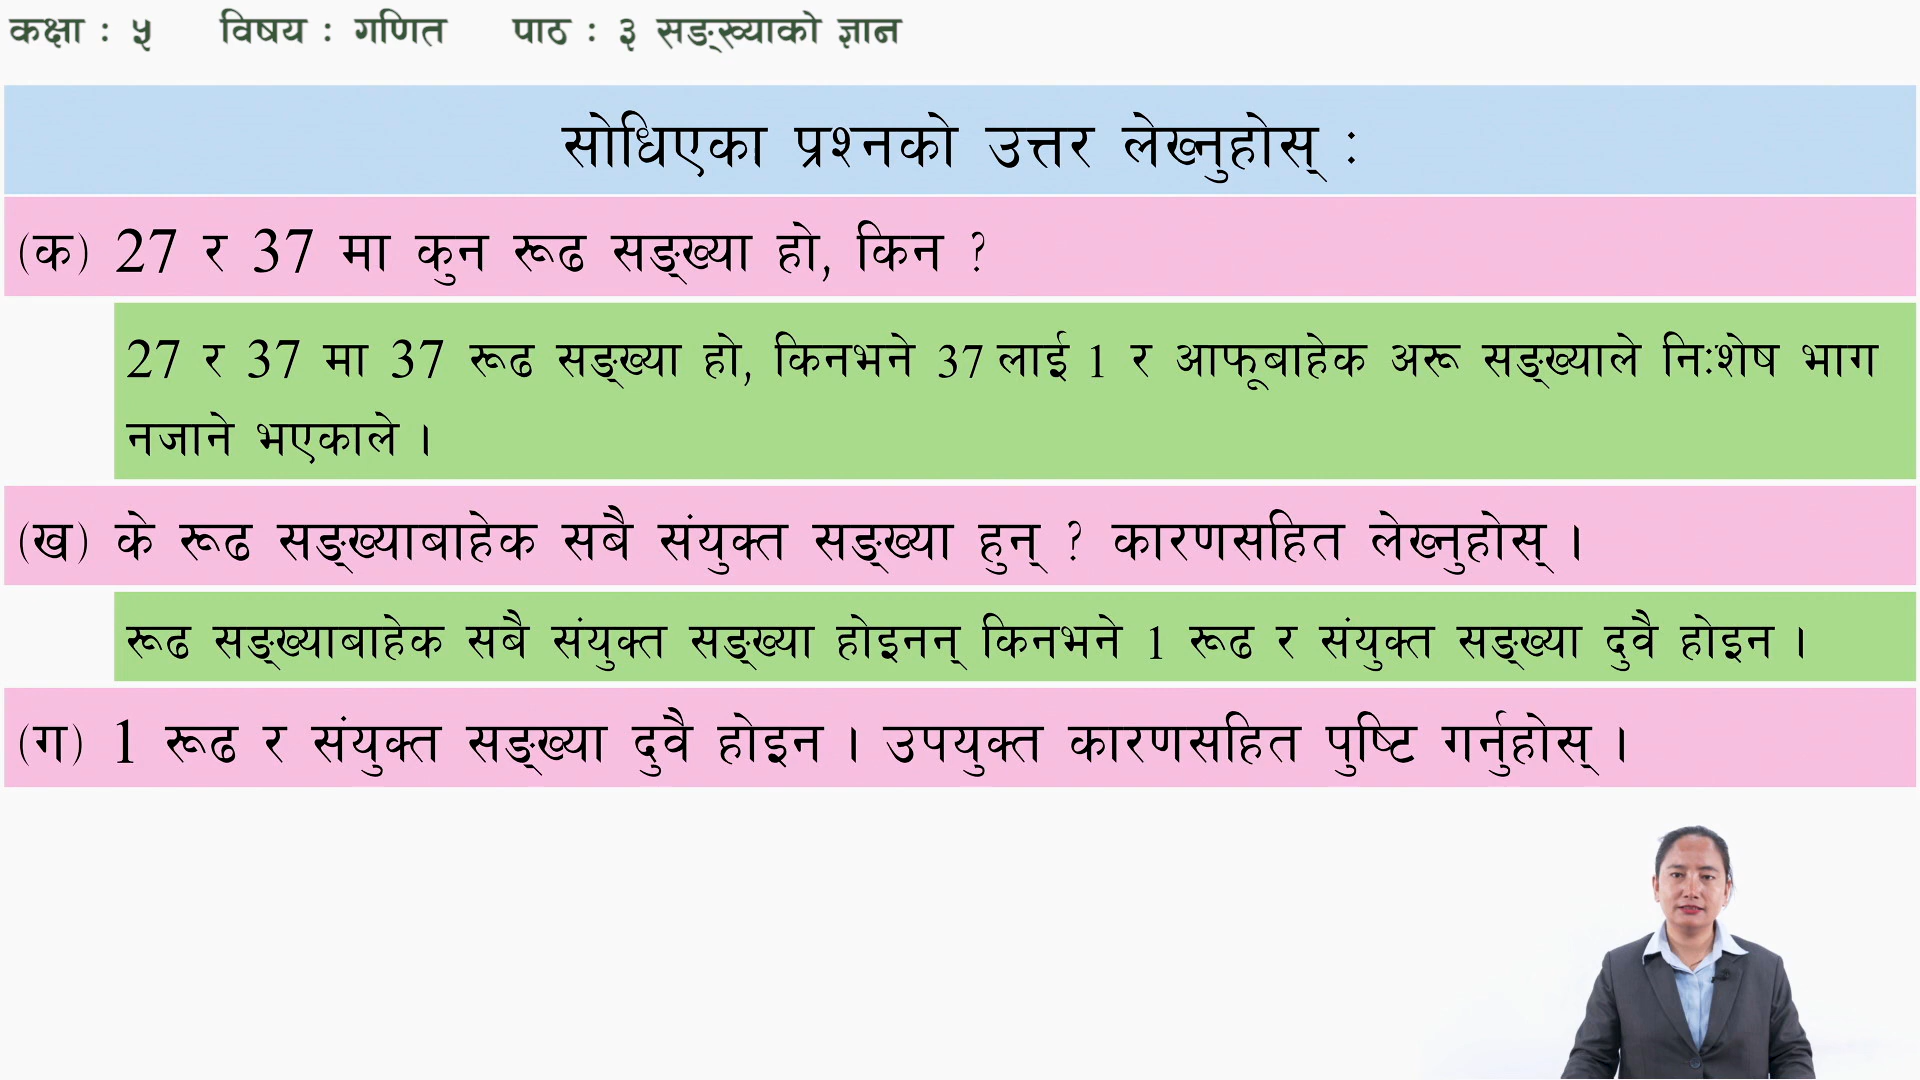 कक्षा : ५ विषय : गणित पाठ : ३ सङ्ख्याको ज्ञान
सोधिएका प्रश्नको उत्तर लेख्नुहोस् :
(क) 27 र 37 मा कुन रूढ सङ्ख्या हो, किन ?
27 र 37 मा 37 रूढ सङ्ख्या हो, किनभने 37 लाई 1 र आफूबाहेक अरू सङ्ख्याले निःशेष भाग
नजाने भएकाले ।
(ख) के रूढ सङ्ख्याबाहेक सबै संयुक्त सङ्ख्या हुन् ? कारणसहित लेख्नुहोस् ।
रूढ सङ्ख्याबाहेक सबै संयुक्त सङ्ख्या होइनन् किनभने 1 रूढ र संयुक्त सङ्ख्या दुवै होइन ।
(ग) 1 रूढ र संयुक्त सङ्ख्या दुवै होइन । उपयुक्त कारणसहित पुष्टि गर्नुहोस् ।